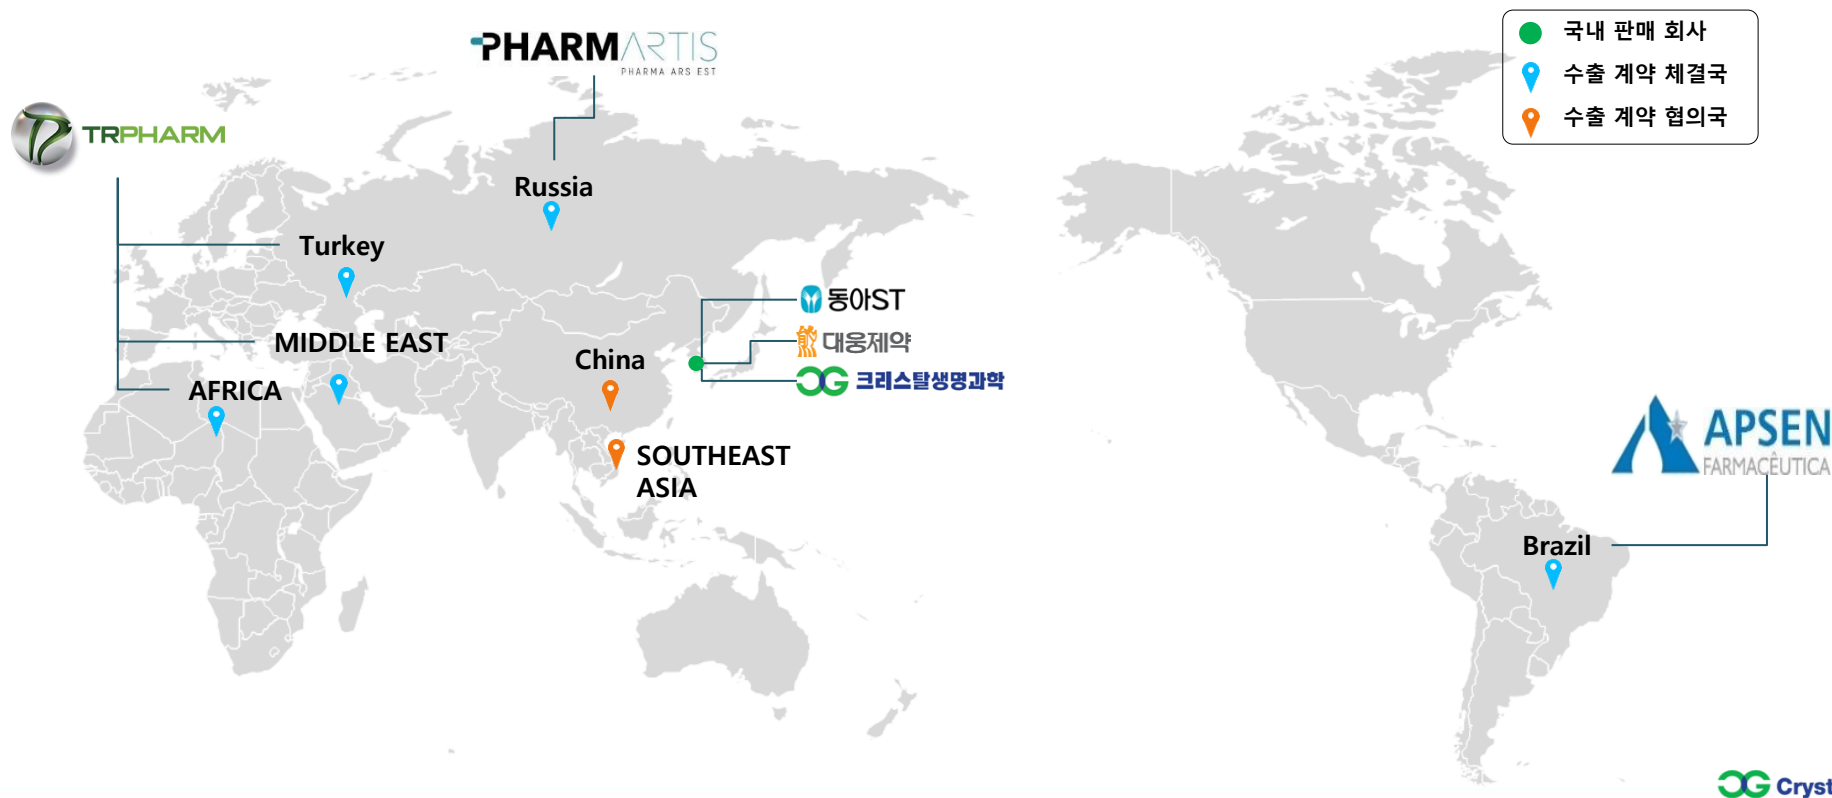 PHARMARTIS
PHARMA ARS EST
TRPHARM
국내 판매 회사
수출 계약 체결국
수출 계약 협의국
Russia
Turkey
MIDDLE EAST
AFRICA
China
SOUTHEAST
ASIA
동아ST
대웅제약
CG 크리스탈생명과학
APSEN
FARMACÊUTICA
Brazil
CG Cryst